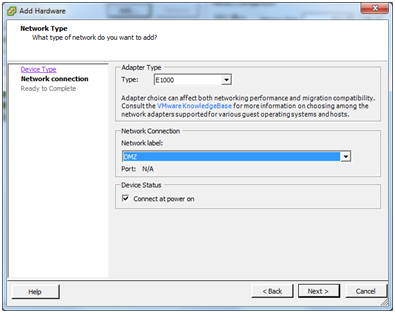 Add Hardware
Network Type
What type of network do you want to add?
Device Type
Network connection
Ready to Complete
Adapter Type
Type:
E1000
Adapter choice can affect both networking performance and migration compatibility.
Consult the VMware KnowledgeBase for more information on choosing among the
network adapters supported for various guest operating systems and hosts.
Network Connection
Network label:
DMZ
Port: N/A
Device Status
Connect at power on
Help
< Back
Next >
Cancel